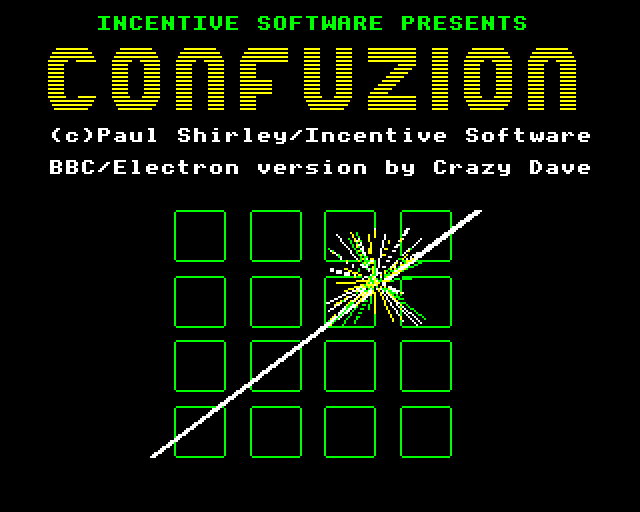 INCENTIVE SOFTWARE PRESENTS
CONFUZION
(c)Paul Shirley/Incentive Software
BBC/Electron version by Crazy Dave